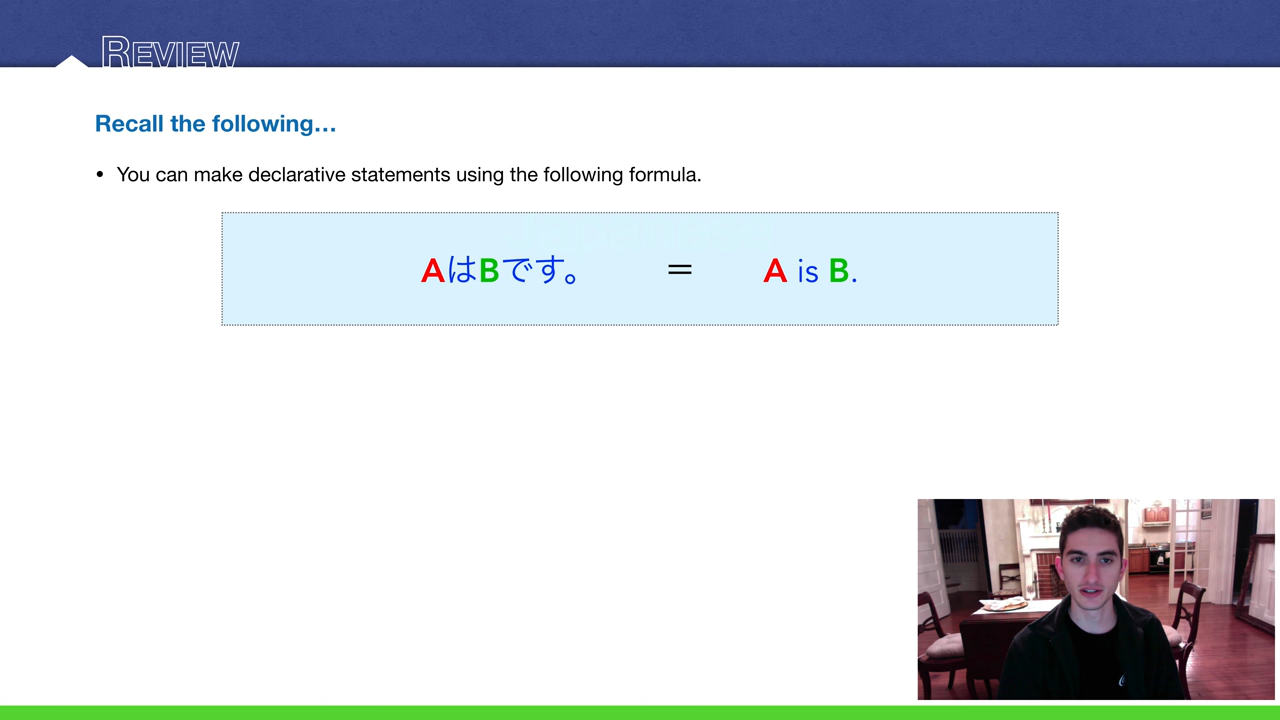 REVIEW
Recall the following…
• You can make declarative statements using the following formula.
AはBです。 = A is B.